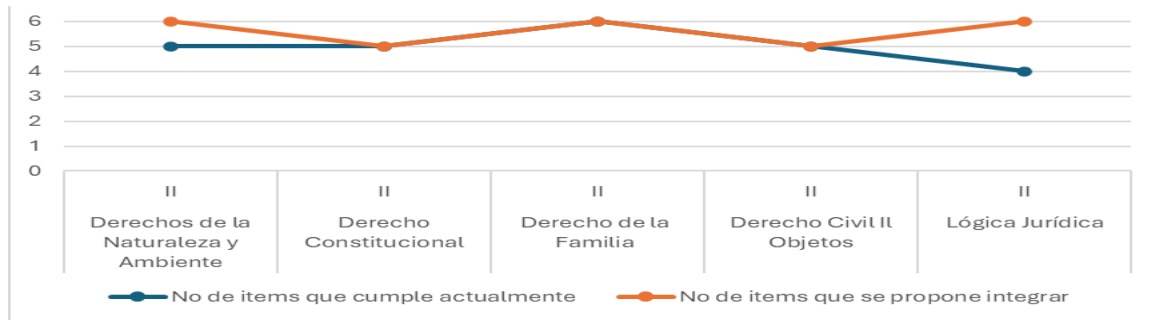 6
5
4
3
2
1
0
II II II II II
Derechos de la Naturaleza y Ambiente
Derecho Constitucional
Derecho de la Familia
Derecho Civil II Objetos
Lógica Jurídica
No de items que cumple actualmente
No de items que se propone integrar